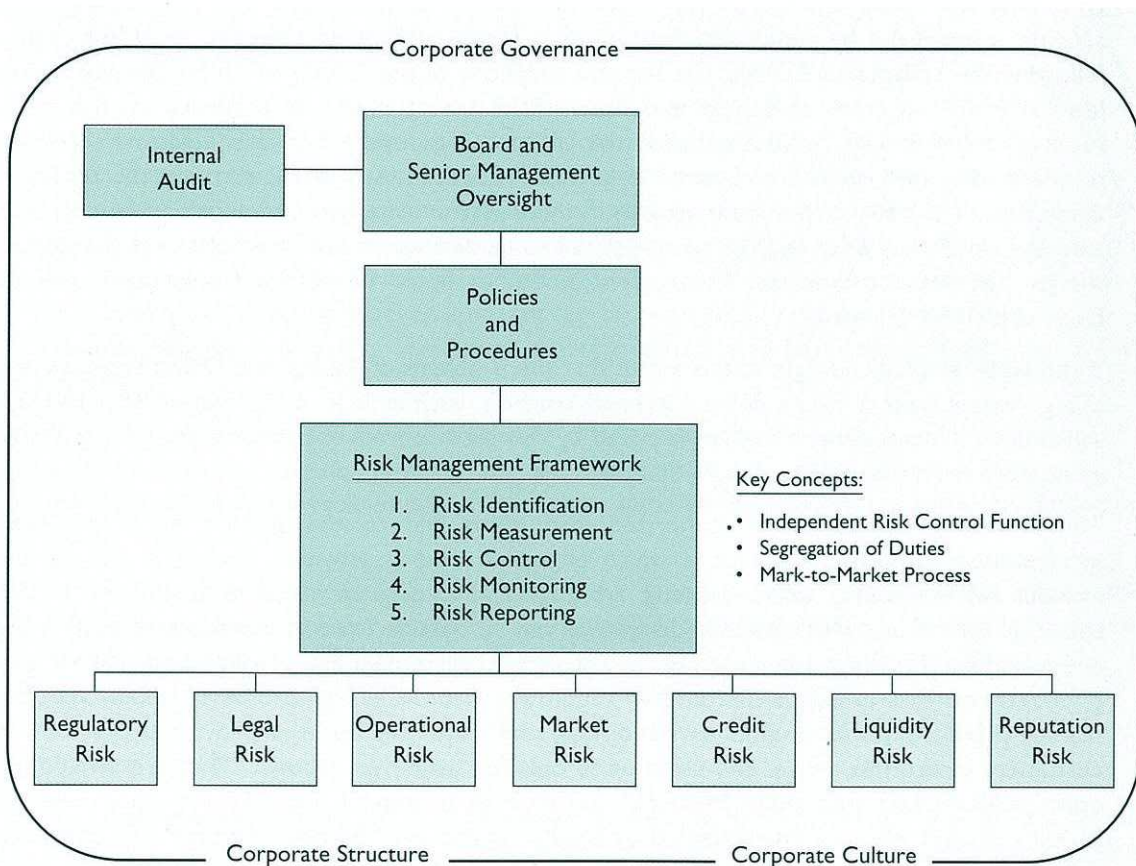 Corporate Governance
Internal
Audit
Board and
Senior Management
Oversight
Policies
and
Procedures
Risk Management Framework
1. Risk Identification
2. Risk Measurement
3. Risk Control
4. Risk Monitoring
5. Risk Reporting
Key Concepts:
• Independent Risk Control Function
• Segregation of Duties
• Mark-to-Market Process
Regulatory
Risk
Legal
Risk
Operational
Risk
Market
Risk
Credit
Risk
Liquidity
Risk
Reputation
Risk
Corporate Structure
Corporate Culture